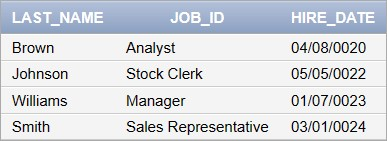 LAST_NAME JOB_ID HIRE_DATE
Brown Analyst 04/08/0020
Johnson Stock Clerk 05/05/0022
Williams Manager 01/07/0023
Smith Sales Representative 03/01/0024